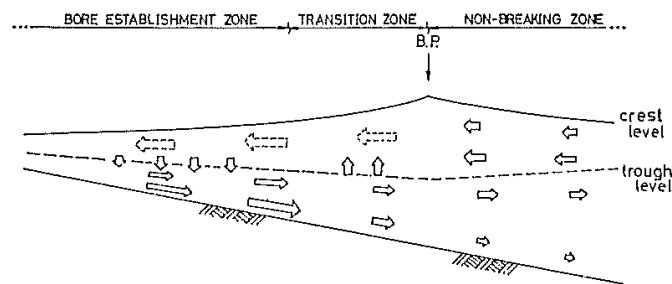 BORE ESTABLISHMENT ZONE TRANSITION ZONE NON-BREAKING ZONE
B.P.
crest
level
trough
level